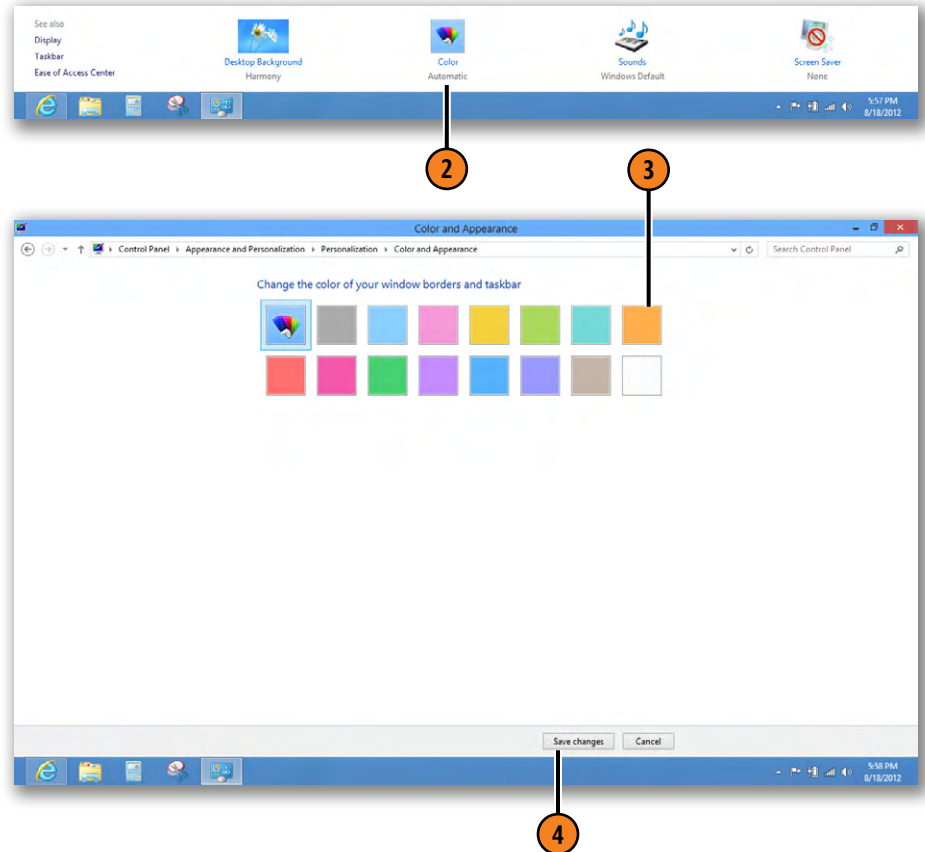 See also
Display
Taskbar
Ease of Access Center
Desktop Background
Harmony
Color
Automatic
Sounds
Windows Default
Screen Saver
None
5:57 PM
8/18/2012
2
3
Color and Appearance
Control Panel ▸ Appearance and Personalization ▸ Personalization ▸ Color and Appearance
Search Control Panel
Change the color of your window borders and taskbar
Save changes
Cancel
5:58 PM
8/18/2012
4